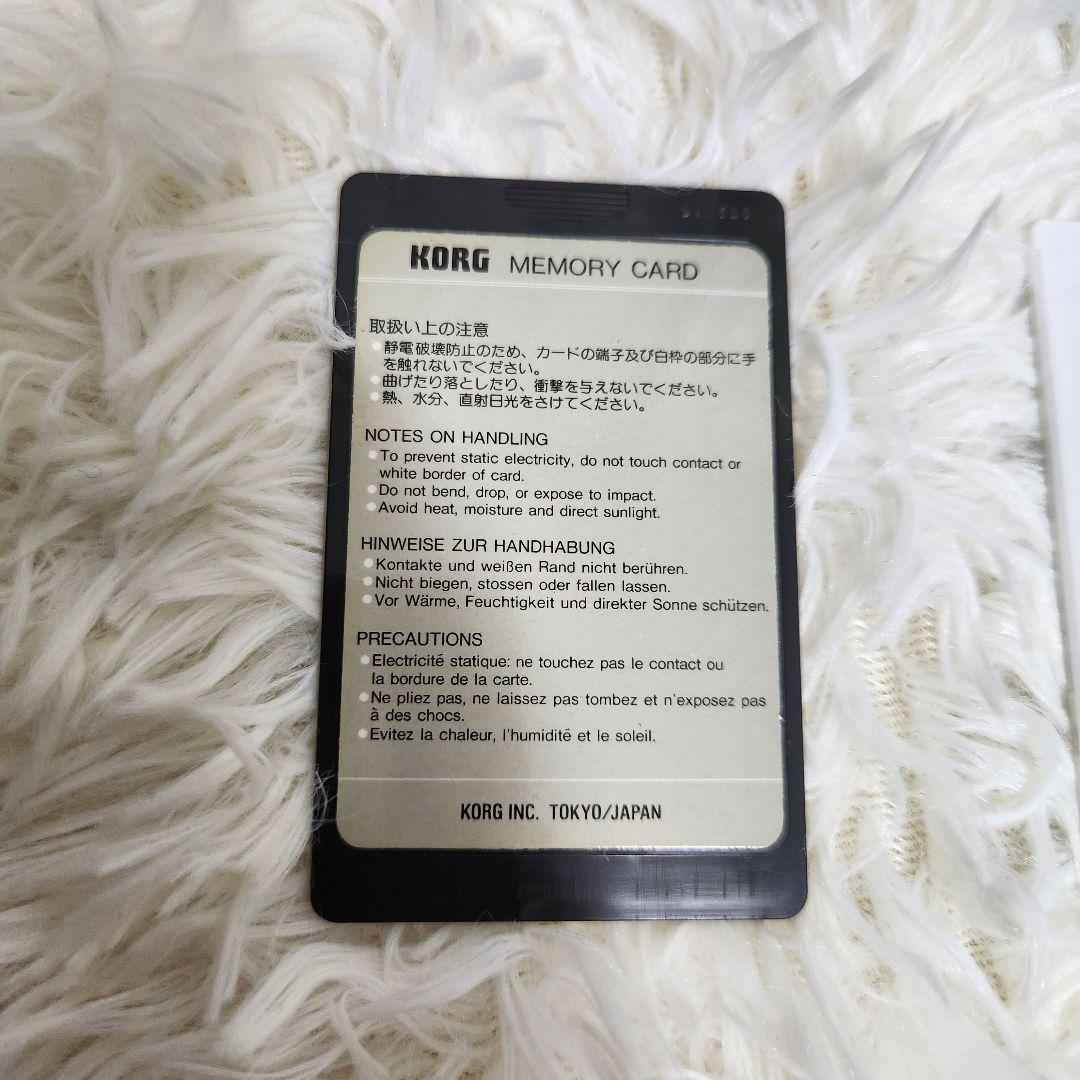 KORG MEMORY CARD
取扱い上の注意
静電破壊防止のため、カードの端子及び白枠の部分に手
を触れないでください。
曲げたり落としたり、衝撃を与えないでください。
熱、水分、直射日光をさけてください。
NOTES ON HANDLING
To prevent static electricity, do not touch contact or
white border of card.
Do not bend, drop, or expose to impact.
Avoid heat, moisture and direct sunlight.
HINWEISE ZUR HANDHABUNG
Kontakte und weißen Rand nicht berühren.
Nicht biegen, stossen oder fallen lassen.
Vor Wärme, Feuchtigkeit und direkter Sonne schützen.
PRECAUTIONS
Electricité statique: ne touchez pas le contact ou
la bordure de la carte.
Ne pliez pas, ne laissez pas tombez et n'exposez pas
à des chocs.
Evitez la chaleur, l'humidité et le soleil.
KORG INC. TOKYO/JAPAN